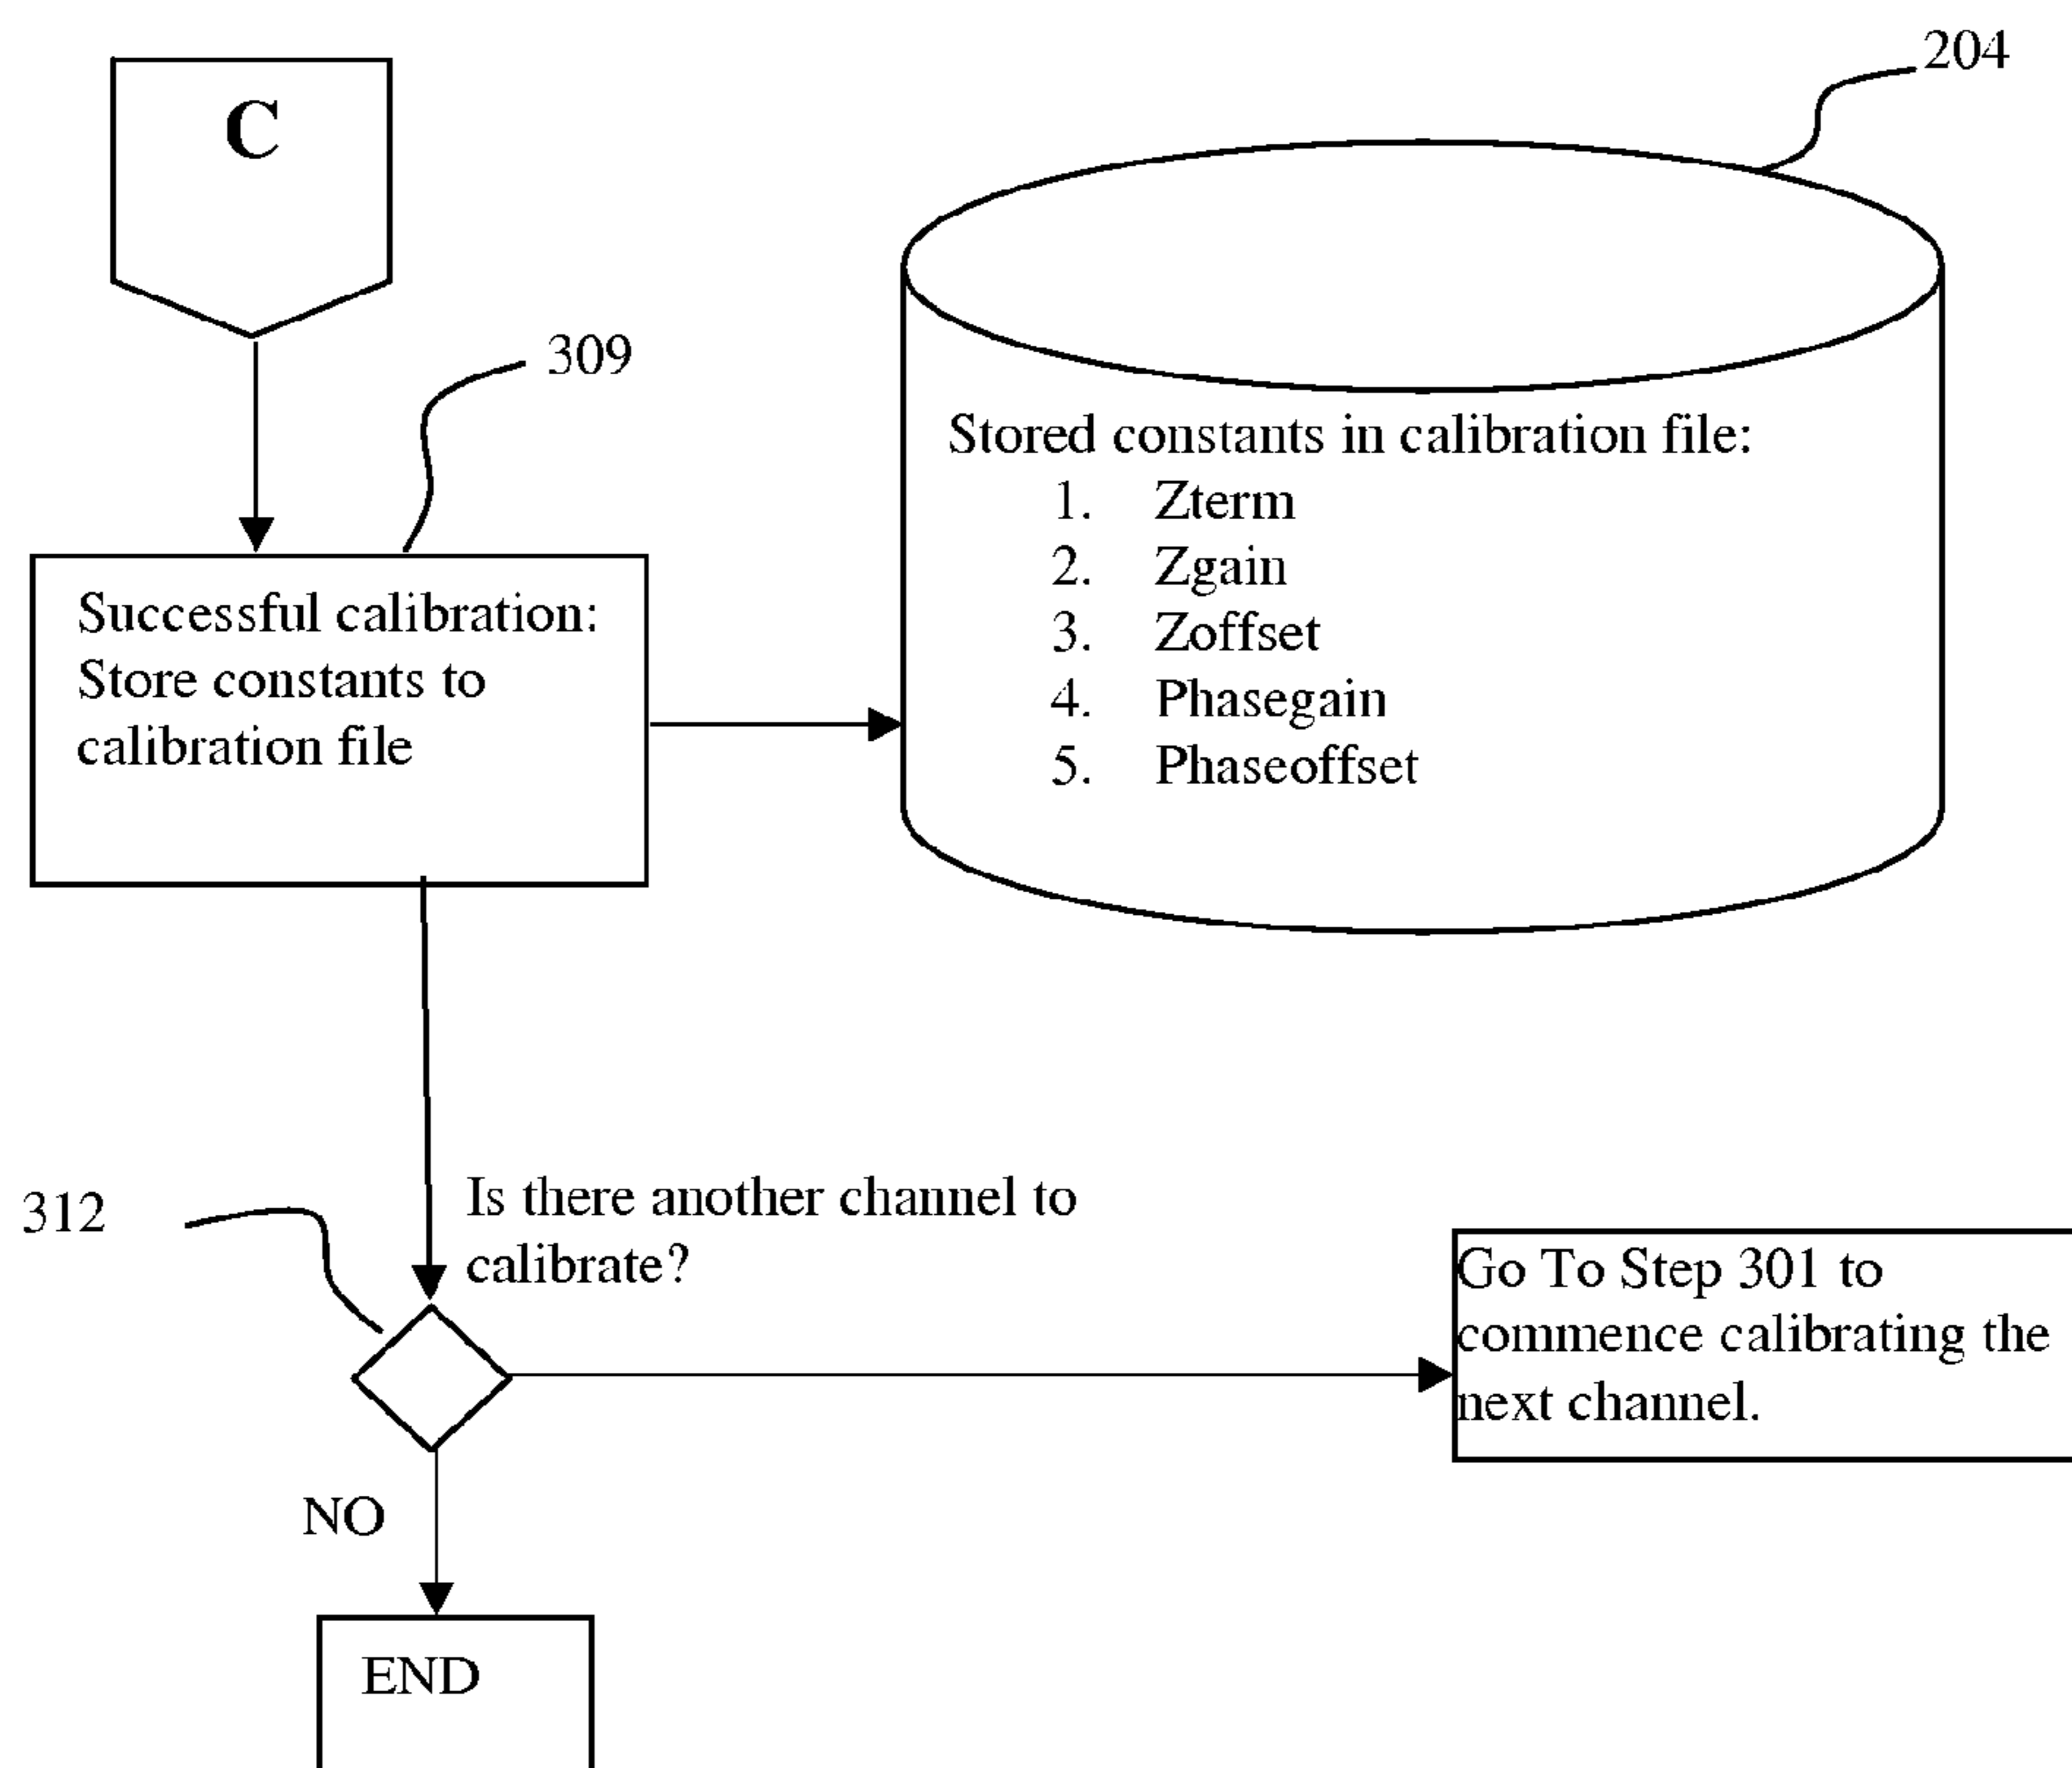 C
204
309
Successful calibration:
Store constants to
calibration file
Stored constants in calibration file:
1. Zterm
2. Zgain
3. Zoffset
4. Phasegain
5. Phaseoffset
312
Is there another channel to
calibrate?
Go To Step 301 to
commence calibrating the
next channel.
NO
END